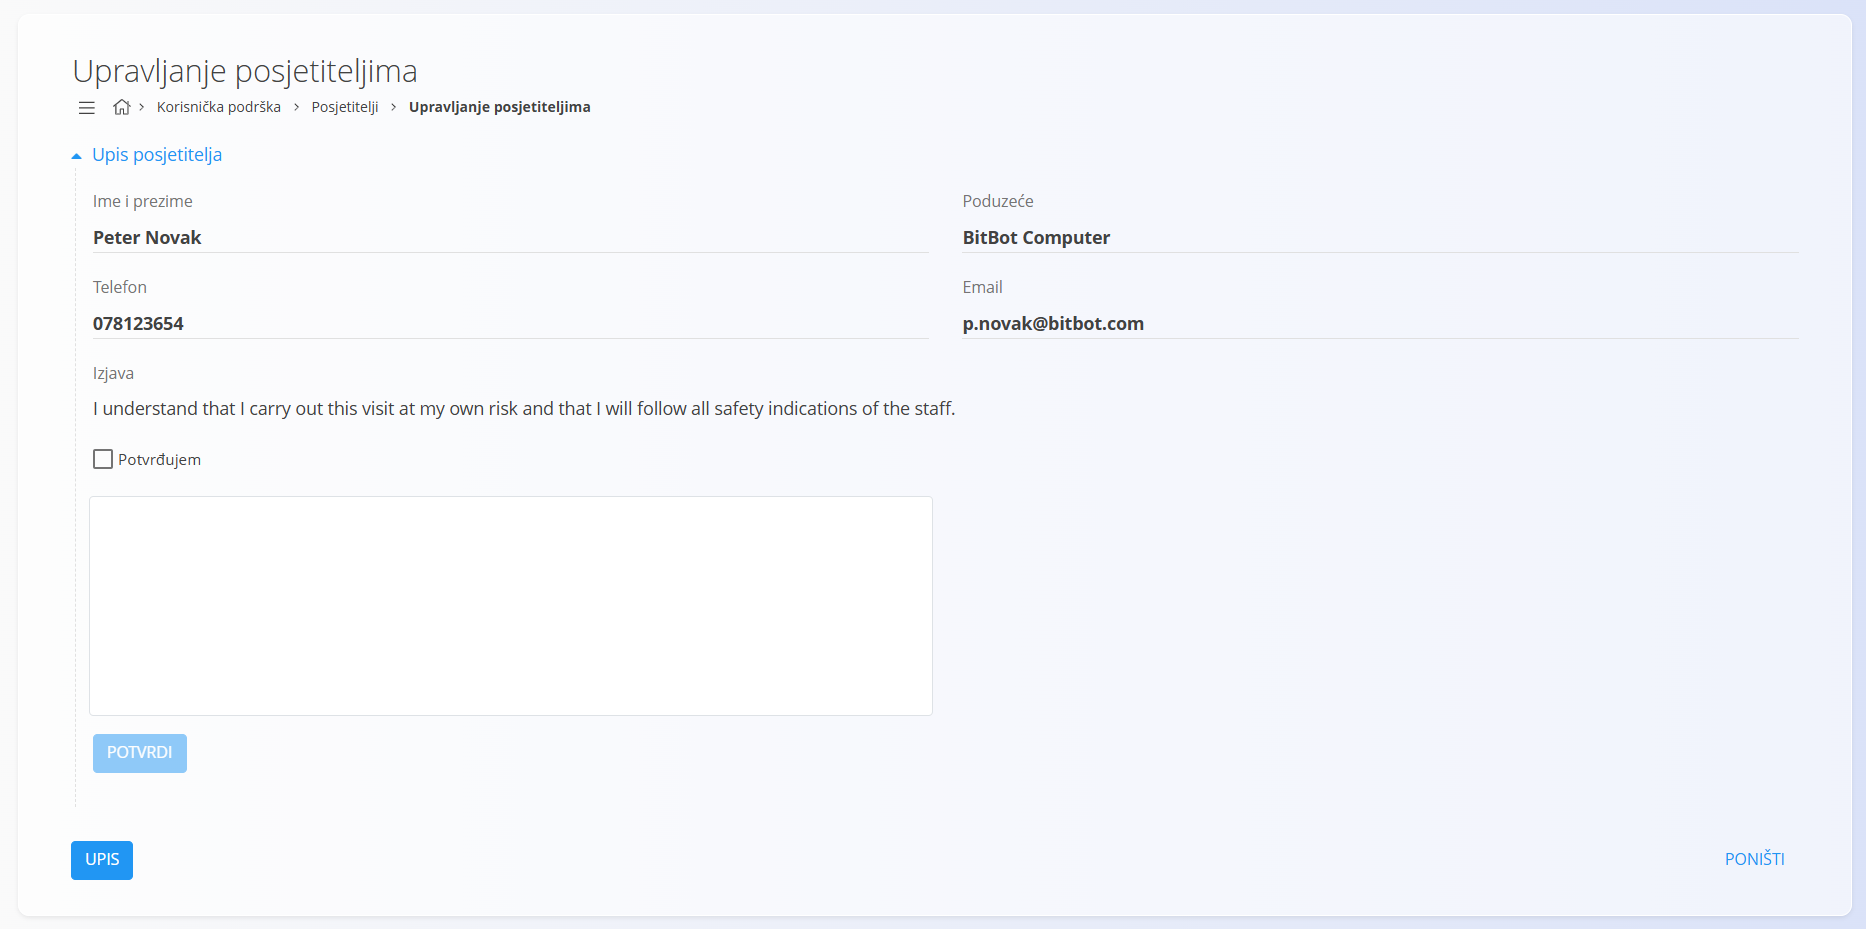 Upravljanje posjetiteljima
Korisnička podrška > Posjetitelji > Upravljanje posjetiteljima
Upis posjetitelja
Ime i prezime
Peter Novak
Poduzeće
BitBot Computer
Telefon
078123654
Email
p.novak@bitbot.com
Izjava
I understand that I carry out this visit at my own risk and that I will follow all safety indications of the staff.
Potvrđujem
POTVRDI
UPIS
PONIŠTI